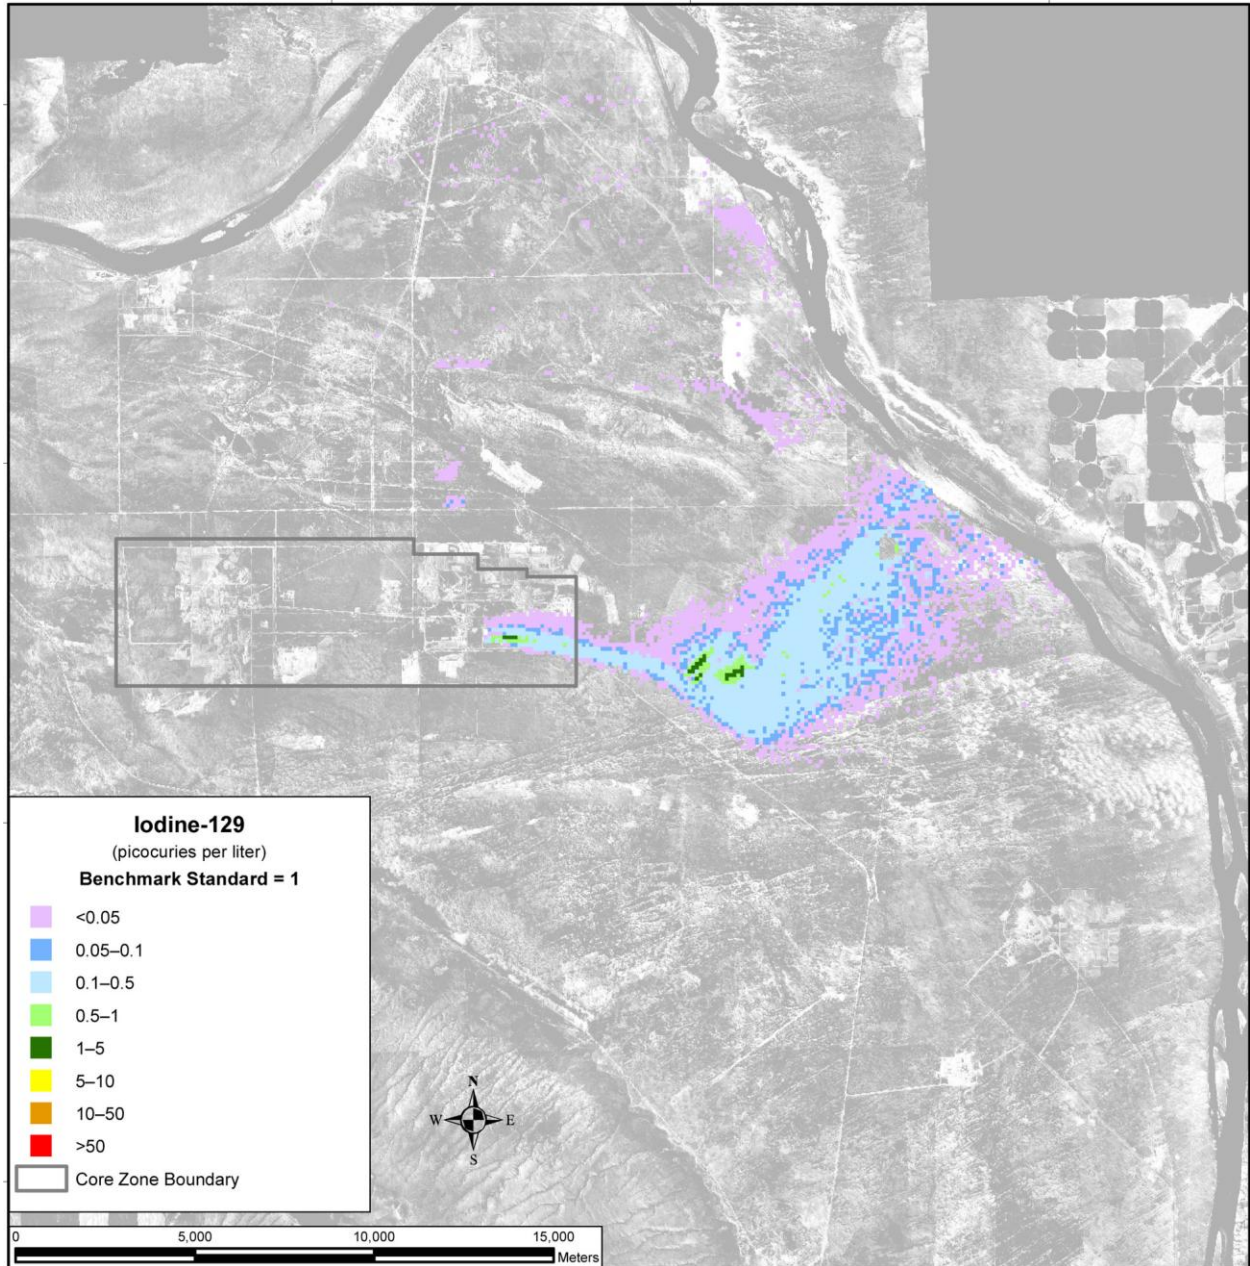 Iodine-129
(picocuries per liter)
Benchmark Standard = 1
<0.05
0.05–0.1
0.1–0.5
0.5–1
1–5
5–10
10–50
>50
Core Zone Boundary
N
W E
S
0 5,000 10,000 15,000
Meters